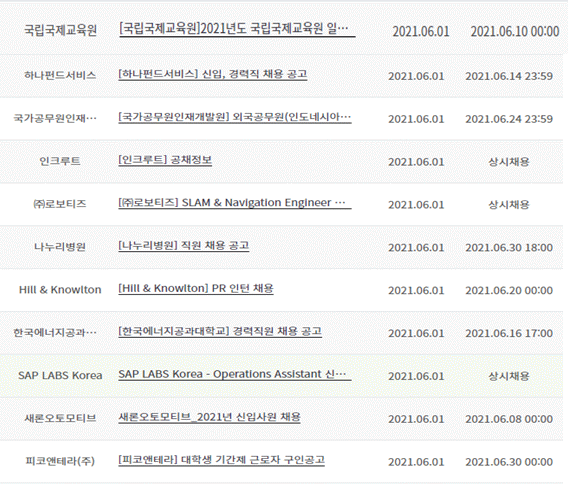 국립국제교육원 [국립국제교육원]2021년도 국립국제교육원 일… 2021.06.01 2021.06.10 00:00
하나펀드서비스 [하나펀드서비스] 신입, 경력직 채용 공고 2021.06.01 2021.06.14 23:59
국가공무원인재… [국가공무원인재개발원] 외국공무원(인도네시아… 2021.06.01 2021.06.24 23:59
인크루트 [인크루트] 공채정보 2021.06.01 상시채용
㈜로보티즈 [㈜로보티즈] SLAM & Navigation Engineer … 2021.06.01 상시채용
나누리병원 [나누리병원] 직원 채용 공고 2021.06.01 2021.06.30 18:00
Hill & Knowlton [Hill & Knowlton] PR 인턴 채용 2021.06.01 2021.06.20 00:00
한국에너지공과… [한국에너지공과대학교] 경력직원 채용 공고 2021.06.01 2021.06.16 17:00
SAP LABS Korea SAP LABS Korea - Operations Assistant 신… 2021.06.01 상시채용
새론오토모티브 새론오토모티브_2021년 신입사원 채용 2021.06.01 2021.06.08 00:00
피코앤테라(주) [피코앤테라] 대학생 기간제 근로자 구인공고 2021.06.01 2021.06.30 00:00